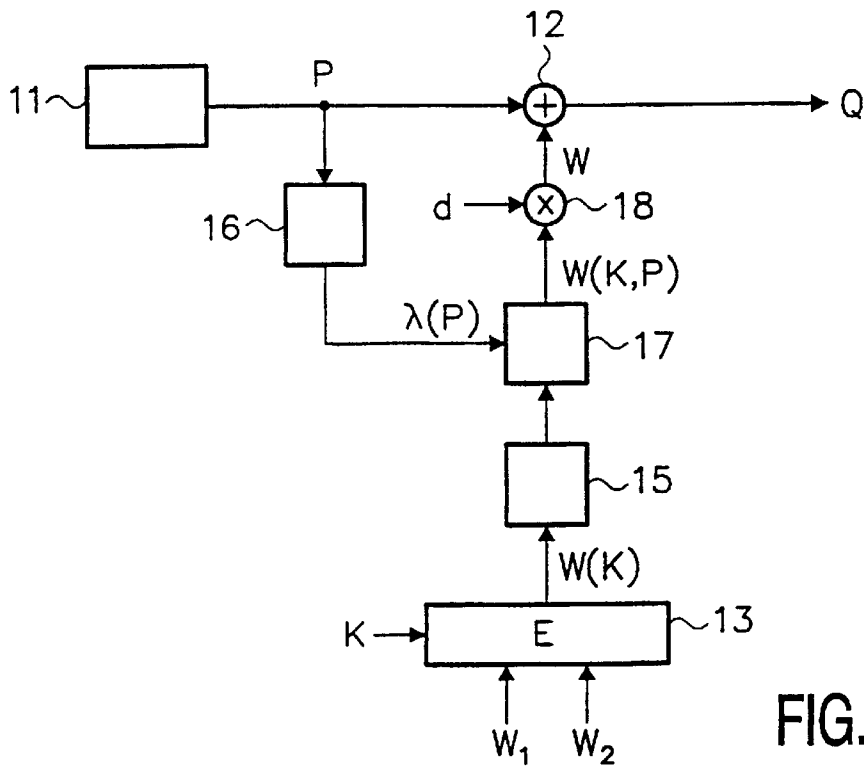 12
11
P
+
Q
W
16
d
x
18
W(K,P)
λ(P)
17
15
W(K)
K
E
13
W₁
W₂
FIG.